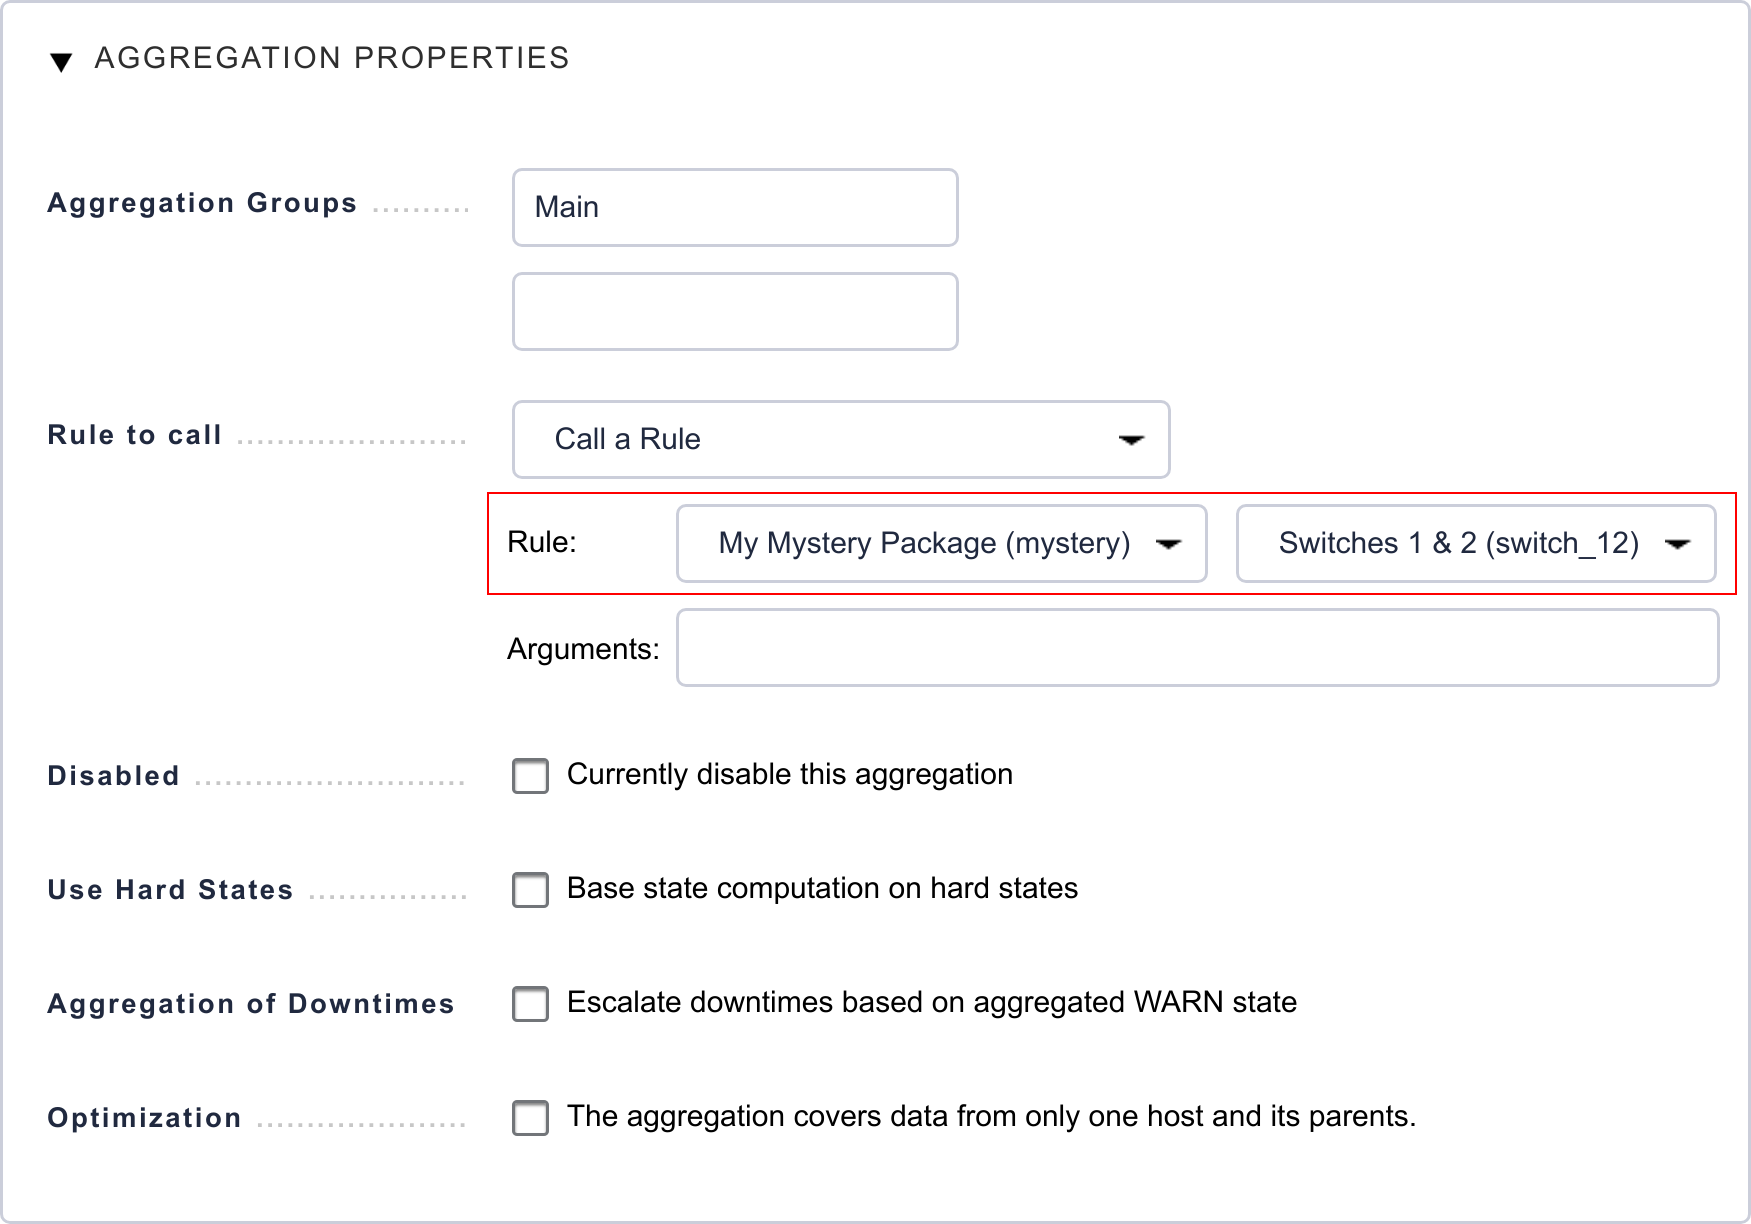 ▼ AGGREGATION PROPERTIES
Aggregation Groups .......... Main
Rule to call ....................... Call a Rule
Rule: My Mystery Package (mystery) Switches 1 & 2 (switch_12)
Arguments:
Disabled ........................... Currently disable this aggregation
Use Hard States ................ Base state computation on hard states
Aggregation of Downtimes Escalate downtimes based on aggregated WARN state
Optimization ..................... The aggregation covers data from only one host and its parents.